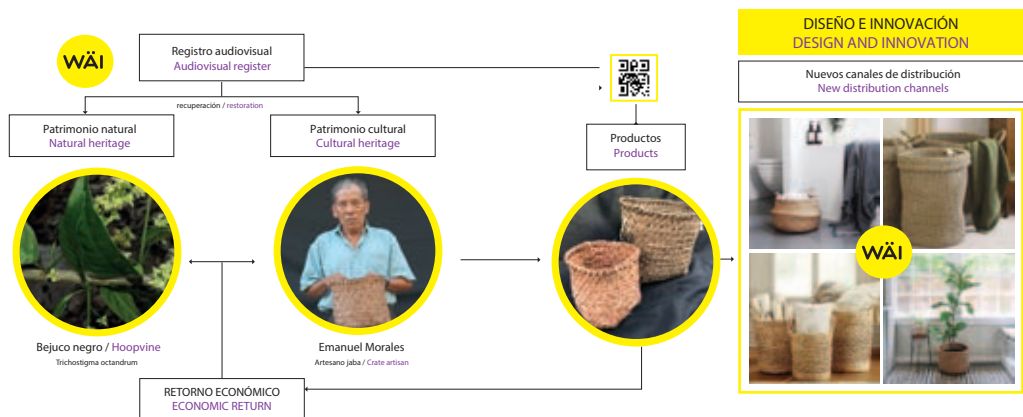 WÄI
Registro audiovisual
Audiovisual register
recuperación / restoration
Patrimonio natural
Natural heritage
Patrimonio cultural
Cultural heritage
Productos
Products
Bejuco negro / Hoopvine
Trichostigma octandrum
Emanuel Morales
Artesano jaba / Crate artisan
RETORNO ECONÓMICO
ECONOMIC RETURN
DISEÑO E INNOVACIÓN
DESIGN AND INNOVATION
Nuevos canales de distribución
New distribution channels
WÄI